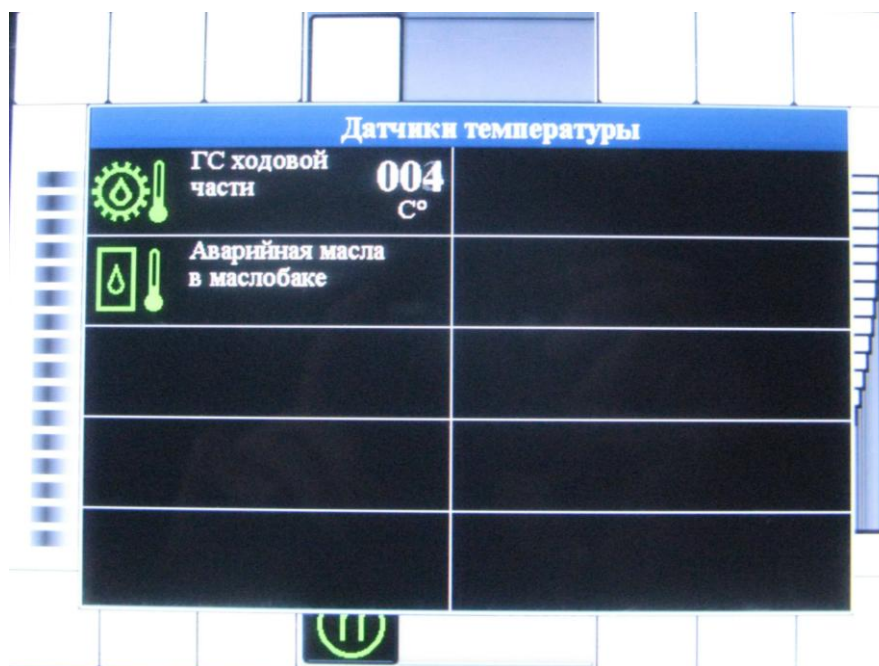 Датчики температуры
ГС ходовой
части
004
С°
Аварийная масла
в маслобаке